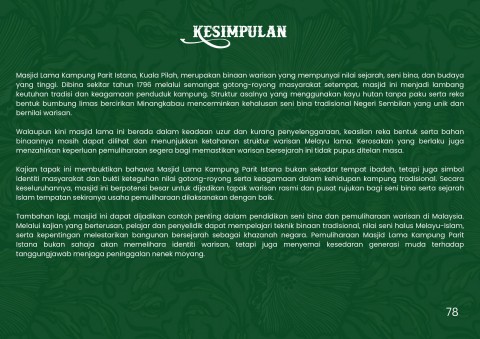 KESIMPULAN
Masjid Lama Kampung Parit Istana, Kuala Pilah, merupakan binaan warisan yang mempunyai nilai sejarah, seni bina, dan budaya
yang tinggi. Dibina sekitar tahun 1796 melalui semangat gotong-royong masyarakat setempat, masjid ini menjadi lambang
keutuhan tradisi dan keagamaan penduduk kampung. Struktur asalnya yang menggunakan kayu hutan tanpa paku serta reka
bentuk bumbung limas bercirikan Minangkabau mencerminkan kehalusan seni bina tradisional Negeri Sembilan yang unik dan
bernilai warisan.
Walaupun kini masjid lama ini berada dalam keadaan uzur dan kurang penyelenggaraan, keaslian reka bentuk serta bahan
binaannya masih dapat dilihat dan menunjukkan ketahanan struktur warisan Melayu lama. Kerosakan yang berlaku juga
menzahirkan keperluan pemuliharaan segera bagi memastikan warisan bersejarah ini tidak pupus ditelan masa.
Kajian tapak ini membuktikan bahawa Masjid Lama Kampung Parit Istana bukan sekadar tempat ibadah, tetapi juga simbol
identiti masyarakat dan bukti keteguhan nilai gotong-royong serta keagamaan dalam kehidupan kampung tradisional. Secara
keseluruhannya, masjid ini berpotensi besar untuk dijadikan tapak warisan rasmi dan pusat rujukan bagi seni bina serta sejarah
Islam tempatan sekiranya usaha pemuliharaan dilaksanakan dengan baik.
Tambahan lagi, masjid ini dapat dijadikan contoh penting dalam pendidikan seni bina dan pemuliharaan warisan di Malaysia.
Melalui kajian yang berterusan, pelajar dan penyelidik dapat mempelajari teknik binaan tradisional, nilai seni halus Melayu-Islam,
serta kepentingan melestarikan bangunan bersejarah sebagai khazanah negara. Pemuliharaan Masjid Lama Kampung Parit
Istana bukan sahaja akan memelihara identiti warisan, tetapi juga menyemai kesedaran generasi muda terhadap
tanggungjawab menjaga peninggalan nenek moyang.
78